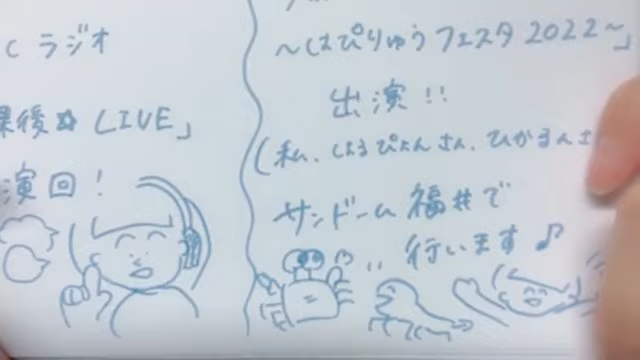 C ラジオ
課後☆LIVE」
演回!
〜はぴりゅうフェスタ2022〜」
出演!!
(私、はるぴょんさん、ひかるんさ
サンドーム福井で
行います♪